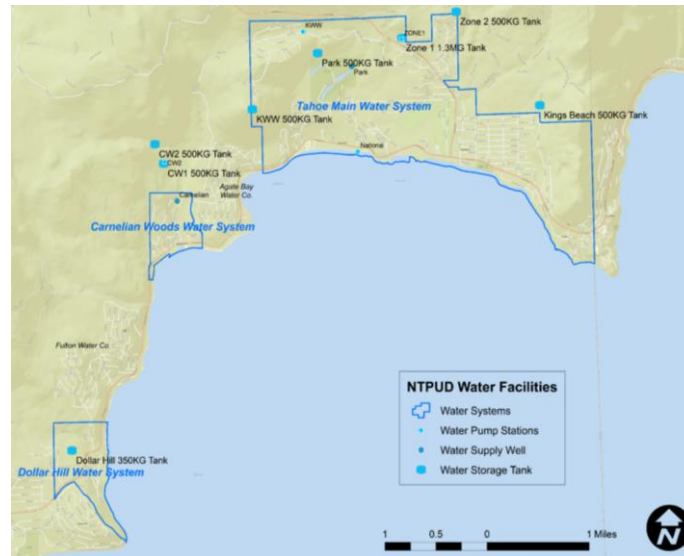 Zone 2 500KG Tank
KWW
ZONE1
Zone 1 1.3MG Tank
Park 500KG Tank
Park
Tahoe Main Water System
KWW 500KG Tank
Kings Beach 500KG Tank
National
CW2 500KG Tank
CW2
CW1 500KG Tank
Agate Bay
Water Co.
Carnelian
Carnelian Woods Water System
Fulton Water Co.
NTPUD Water Facilities
Water Systems
Water Pump Stations
Water Supply Well
Water Storage Tank
Dollar Hill 350KG Tank
Dollar Hill Water System
1 0.5 0 1 Miles
N